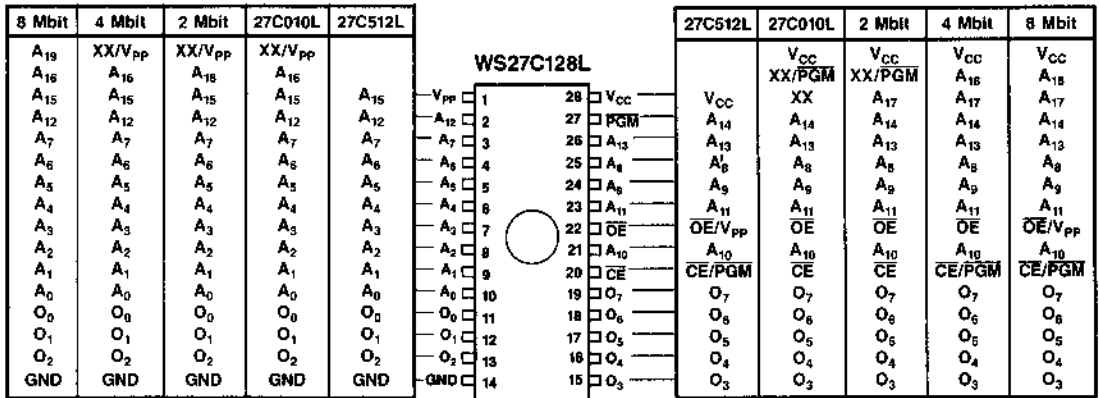 8 Mbit 4 Mbit 2 Mbit 27C010L 27C512L
A19 XX/VPP XX/VPP XX/VPP
A16 A16 A16 A16
A15 A15 A15 A15 A15
A12 A12 A12 A12 A12
A7 A7 A7 A7 A7
A6 A6 A6 A6 A6
A5 A5 A5 A5 A5
A4 A4 A4 A4 A4
A3 A3 A3 A3 A3
A2 A2 A2 A2 A2
A1 A1 A1 A1 A1
A0 A0 A0 A0 A0
O0 O0 O0 O0 O0
O1 O1 O1 O1 O1
O2 O2 O2 O2 O2
GND GND GND GND GND
WS27C128L
VPP 1 28 VCC
A12 2 27 PGM
A7 3 26 A13
A6 4 25 A8
A5 5 24 A9
A4 6 23 A11
A3 7 22 OE
A2 8 21 A10
A1 9 20 CE
A0 10 19 O7
O0 11 18 O6
O1 12 17 O5
O2 13 16 O4
GND 14 15 O3
27C512L 27C010L 2 Mbit 4 Mbit 8 Mbit
VCC VCC VCC VCC
XX/PGM XX/PGM A18 A18
VCC XX A17 A17 A17
A14 A14 A14 A14 A14
A13 A13 A13 A13 A13
A8 A8 A8 A8 A8
A9 A9 A9 A9 A9
A11 A11 A11 A11 A11
OE/VPP OE OE OE OE/VPP
A10 A10 A10 A10 A10
CE/PGM CE CE CE/PGM CE/PGM
O7 O7 O7 O7 O7
O6 O6 O6 O6 O6
O5 O5 O5 O5 O5
O4 O4 O4 O4 O4
O3 O3 O3 O3 O3